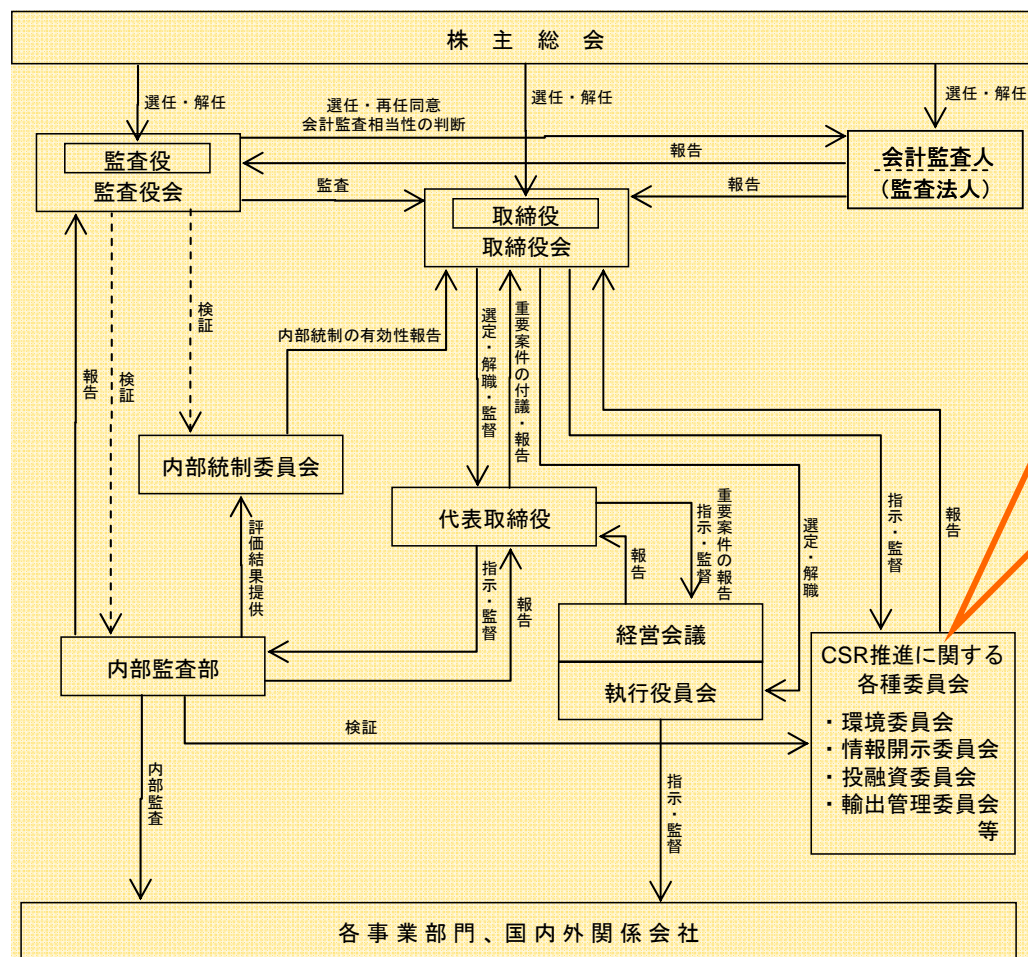 株主総会
選任・解任
選任・再任同意
会計監査相当性の判断
選任・解任
選任・解任
監査役
監査役会
報告
会計監査人
(監査法人)
監査
報告
取締役
取締役会
検証
内部統制の有効性報告
選定・解職・監督
重要案件の付議・報告
報告
検証
内部統制委員会
代表取締役
指示・監督
重要案件の報告
選定・解職
指示・監督
報告
評価結果提供
指示・監督
報告
報告
経営会議
執行役員会
内部監査部
CSR推進に関する
各種委員会
・環境委員会
・情報開示委員会
・投融資委員会
・輸出管理委員会
等
検証
内部監査
指示・監督
各事業部門、国内外関係会社